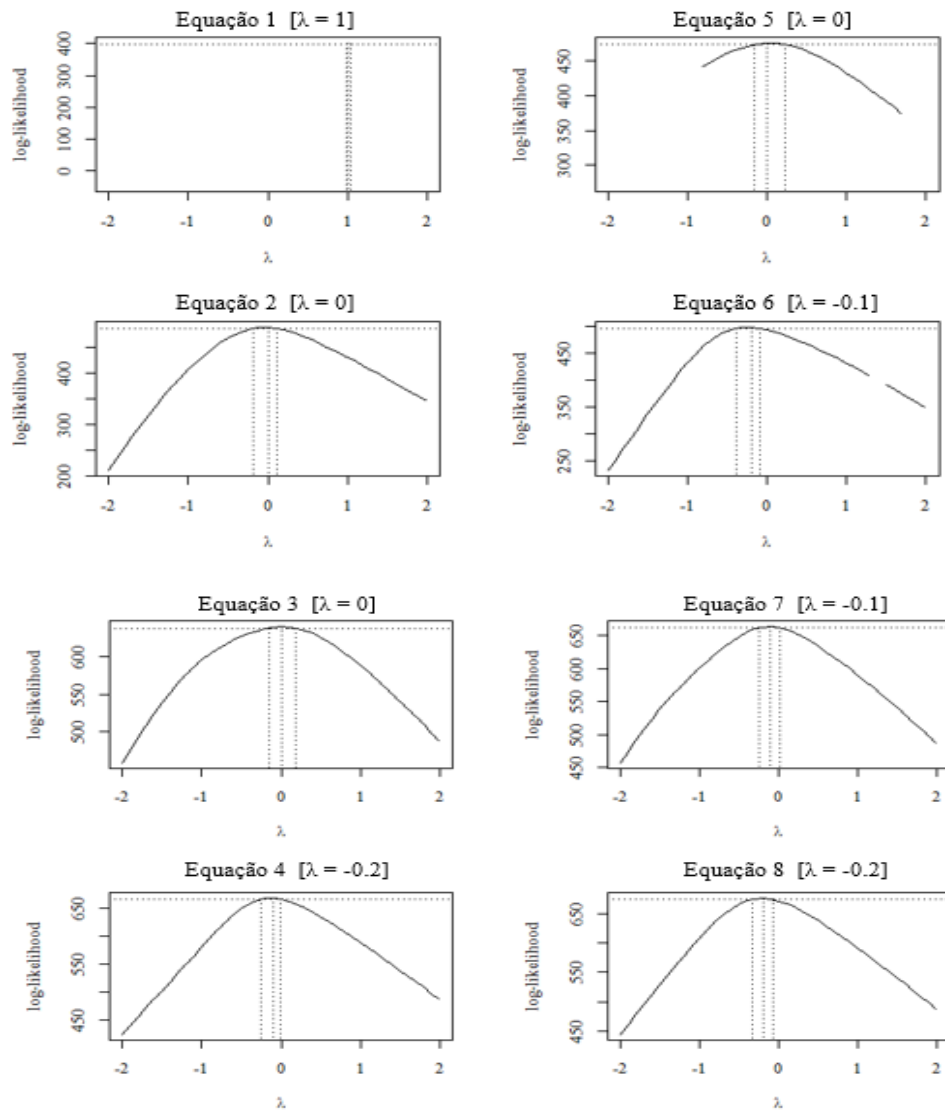 Equação 1 [λ = 1]
log-likelihood
400
300
200
100
0
-2 -1 0 1 2
λ
Equação 5 [λ = 0]
log-likelihood
450
400
350
300
-2 -1 0 1 2
λ
Equação 2 [λ = 0]
log-likelihood
400
300
200
-2 -1 0 1 2
λ
Equação 6 [λ = -0.1]
log-likelihood
450
350
250
-2 -1 0 1 2
λ
Equação 3 [λ = 0]
log-likelihood
600
550
500
-2 -1 0 1 2
λ
Equação 7 [λ = -0.1]
log-likelihood
650
600
550
500
450
-2 -1 0 1 2
λ
Equação 4 [λ = -0.2]
log-likelihood
650
550
450
-2 -1 0 1 2
λ
Equação 8 [λ = -0.2]
log-likelihood
650
550
450
-2 -1 0 1 2
λ